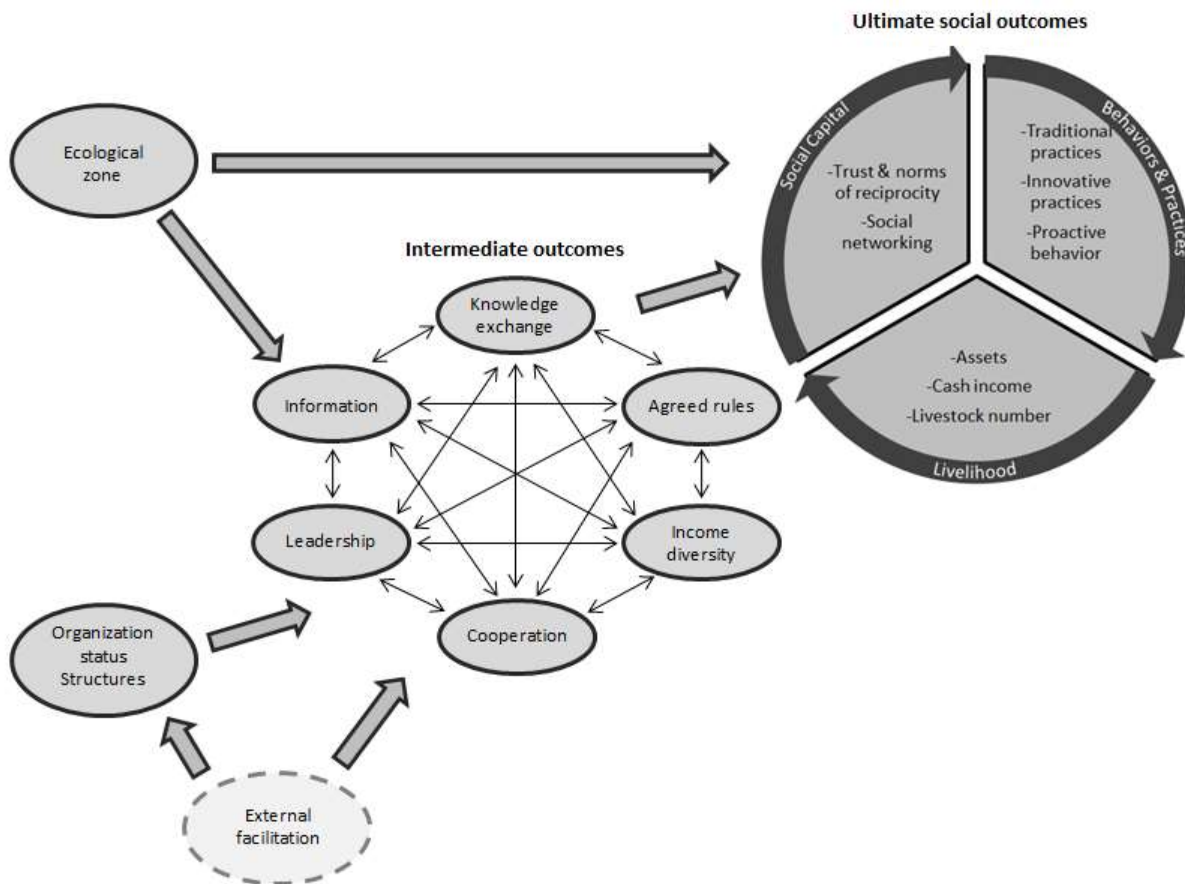 Ultimate social outcomes
Ecological
zone
Social Capital
-Trust & norms
of reciprocity
-Social
networking
Behaviors & Practices
-Traditional
practices
-Innovative
practices
-Proactive
behavior
-Assets
-Cash income
-Livestock number
Livelihood
Intermediate outcomes
Knowledge
exchange
Information
Agreed rules
Leadership
Income
diversity
Cooperation
Organization
status
Structures
External
facilitation